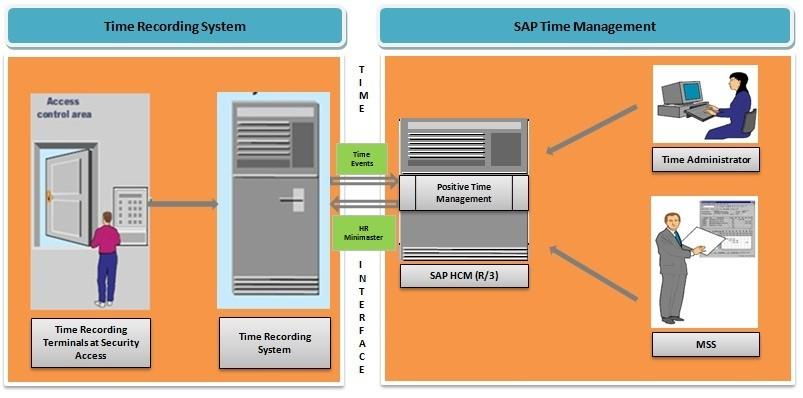 Time Recording System
SAP Time Management
Access
control area
Time Recording
Terminals at Security
Access
Time Recording
System
T
I
M
E
Time
Events
HR
Minimaster
I
N
T
E
R
F
A
C
E
Positive Time
Management
SAP HCM (R/3)
Time Administrator
MSS